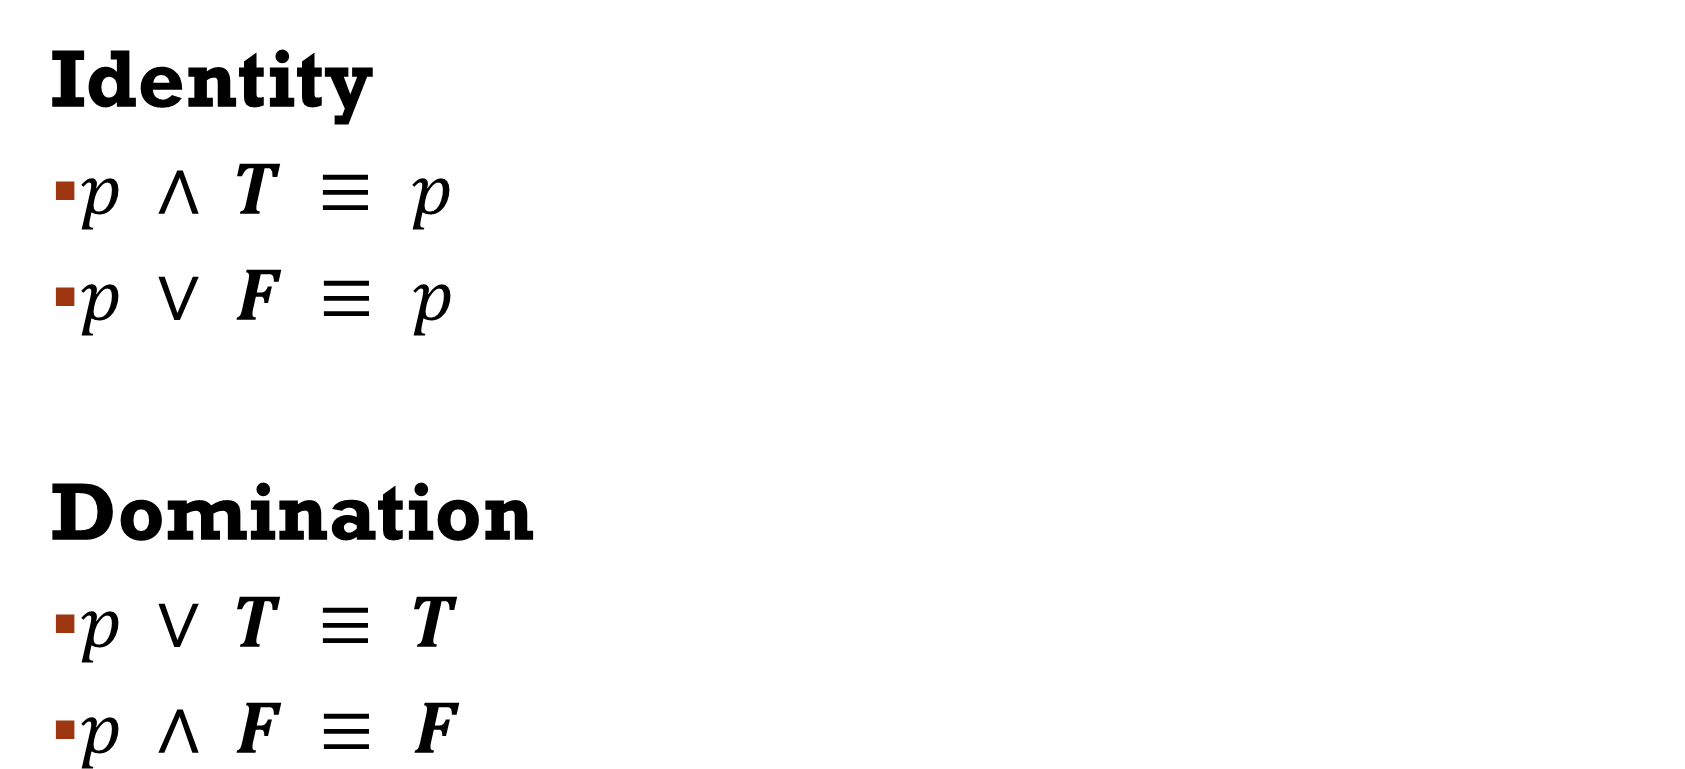 Identity
▪p ∧ T ≡ p
▪p ∨ F ≡ p
Domination
▪p ∨ T ≡ T
▪p ∧ F ≡ F